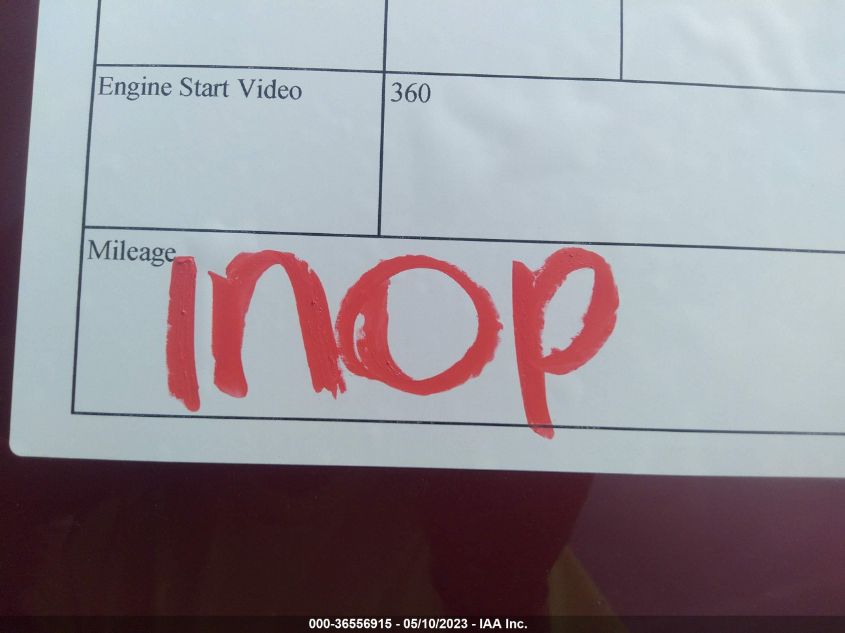 Engine Start Video 360
Mileage inop
000-36556915 - 05/10/2023 - IAA Inc.